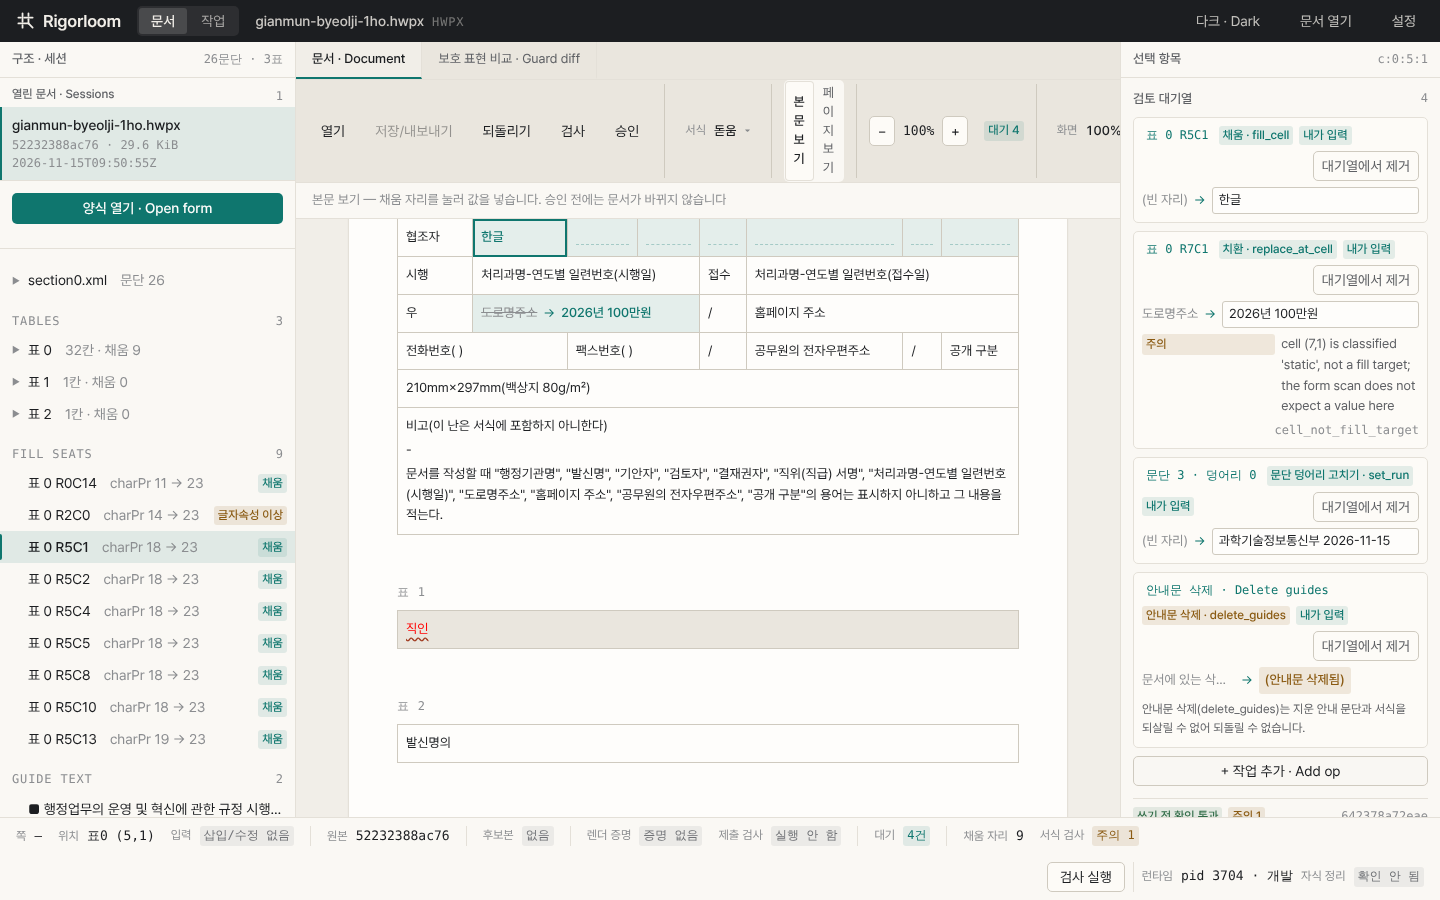 Rigorloom 문서 작업 gianmun-byeolji-1ho.hwpx HWPX 다크 · Dark 문서 열기 설정
구조 · 세션 26문단 · 3표
열린 문서 · Sessions 1
gianmun-byeolji-1ho.hwpx
52232388ac76 · 29.6 KiB
2026-11-15T09:50:55Z
양식 열기 · Open form
▶ section0.xml 문단 26
TABLES 3
▶ 표 0 32칸 · 채움 9
▶ 표 1 1칸 · 채움 0
▶ 표 2 1칸 · 채움 0
FILL SEATS 9
표 0 R0C14 charPr 11 → 23 채움
표 0 R2C0 charPr 14 → 23 글자속성 이상
표 0 R5C1 charPr 18 → 23 채움
표 0 R5C2 charPr 18 → 23 채움
표 0 R5C4 charPr 18 → 23 채움
표 0 R5C5 charPr 18 → 23 채움
표 0 R5C8 charPr 18 → 23 채움
표 0 R5C10 charPr 18 → 23 채움
표 0 R5C13 charPr 19 → 23 채움
GUIDE TEXT 2
■ 행정업무의 운영 및 혁신에 관한 규정 시행...
문서 · Document 보호 표현 비교 · Guard diff
열기 저장/내보내기 되돌리기 검사 승인 서식 돋움 본문보기 페이지보기 − 100% + 대기 4 화면 100%
본문 보기 — 채움 자리를 눌러 값을 넣습니다. 승인 전에는 문서가 바뀌지 않습니다
협조자 한글
시행 처리과명-연도별 일련번호(시행일) 접수 처리과명-연도별 일련번호(접수일)
우 도로명주소 → 2026년 100만원 / 홈페이지 주소
전화번호( ) 팩스번호( ) / 공무원의 전자우편주소 / 공개 구분
210mm×297mm(백상지 80g/m²)
비고(이 난은 서식에 포함하지 아니한다)
-
문서를 작성할 때 "행정기관명", "발신명", "기안자", "검토자", "결재권자", "직위(직급) 서명", "처리과명-연도별 일련번호
(시행일)", "도로명주소", "홈페이지 주소", "공무원의 전자우편주소", "공개 구분"의 용어는 표시하지 아니하고 그 내용을
적는다.
표 1
직인
표 2
발신명의
선택 항목 c:0:5:1
검토 대기열 4
표 0 R5C1 채움 · fill_cell 내가 입력
대기열에서 제거
(빈 자리) → 한글
표 0 R7C1 치환 · replace_at_cell 내가 입력
대기열에서 제거
도로명주소 → 2026년 100만원
주의 cell (7,1) is classified
'static', not a fill target;
the form scan does not
expect a value here
cell_not_fill_target
문단 3 · 덩어리 0 문단 덩어리 고치기 · set_run
내가 입력 대기열에서 제거
(빈 자리) → 과학기술정보통신부 2026-11-15
안내문 삭제 · Delete guides
안내문 삭제 · delete_guides 내가 입력
대기열에서 제거
문서에 있는 삭... → (안내문 삭제됨)
안내문 삭제(delete_guides)는 지운 안내 문단과 서식을
되살릴 수 없어 되돌릴 수 없습니다.
+ 작업 추가 · Add op
쓰기 전 확인 통과 주의 1 642378a72eae
쪽 — 위치 표0 (5,1) 입력 삽입/수정 없음 원본 52232388ac76 후보본 없음 렌더 증명 증명 없음 제출 검사 실행 안 함 대기 4건 채움 자리 9 서식 검사 주의 1
검사 실행 런타임 pid 3704 · 개발 자식 정리 확인 안 됨